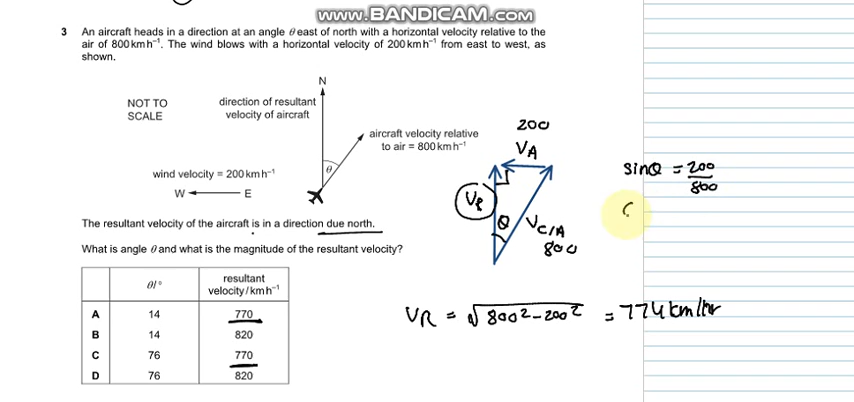 www.BANDICAM.com
3 An aircraft heads in a direction at an angle θ east of north with a horizontal velocity relative to the
air of 800 km h⁻¹. The wind blows with a horizontal velocity of 200 km h⁻¹ from east to west, as
shown.
N
NOT TO
SCALE
direction of resultant
velocity of aircraft
aircraft velocity relative
to air = 800 km h⁻¹
θ
wind velocity = 200 km h⁻¹
W E
The resultant velocity of the aircraft is in a direction due north.
What is angle θ and what is the magnitude of the resultant velocity?
θ/° resultant
velocity / km h⁻¹
A 14 770
B 14 820
C 76 770
D 76 820
200
VA
VR
θ
VC/A
800
sinθ = 200
800
VR = √800² - 200² = 774 km/hr